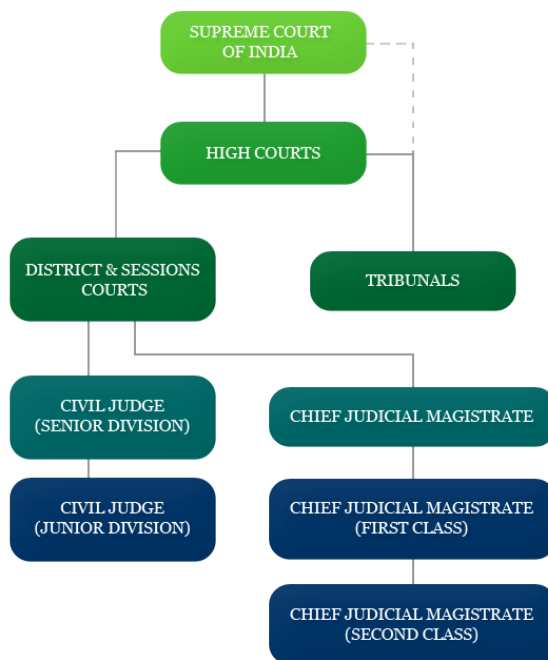 SUPREME COURT
OF INDIA
HIGH COURTS
DISTRICT & SESSIONS
COURTS
TRIBUNALS
CIVIL JUDGE
(SENIOR DIVISION)
CHIEF JUDICIAL MAGISTRATE
CIVIL JUDGE
(JUNIOR DIVISION)
CHIEF JUDICIAL MAGISTRATE
(FIRST CLASS)
CHIEF JUDICIAL MAGISTRATE
(SECOND CLASS)